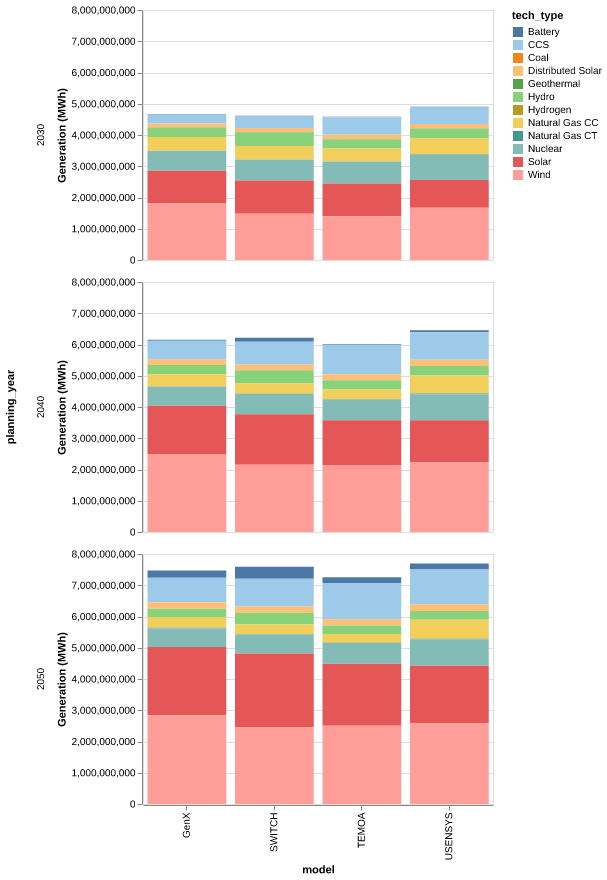 tech_type
Battery
CCS
Coal
Distributed Solar
Geothermal
Hydro
Hydrogen
Natural Gas CC
Natural Gas CT
Nuclear
Solar
Wind
planning_year
2030
Generation (MWh)
8,000,000,000
7,000,000,000
6,000,000,000
5,000,000,000
4,000,000,000
3,000,000,000
2,000,000,000
1,000,000,000
0
2040
Generation (MWh)
8,000,000,000
7,000,000,000
6,000,000,000
5,000,000,000
4,000,000,000
3,000,000,000
2,000,000,000
1,000,000,000
0
2050
Generation (MWh)
8,000,000,000
7,000,000,000
6,000,000,000
5,000,000,000
4,000,000,000
3,000,000,000
2,000,000,000
1,000,000,000
0
GenX
SWITCH
TEMOA
USENSYS
model